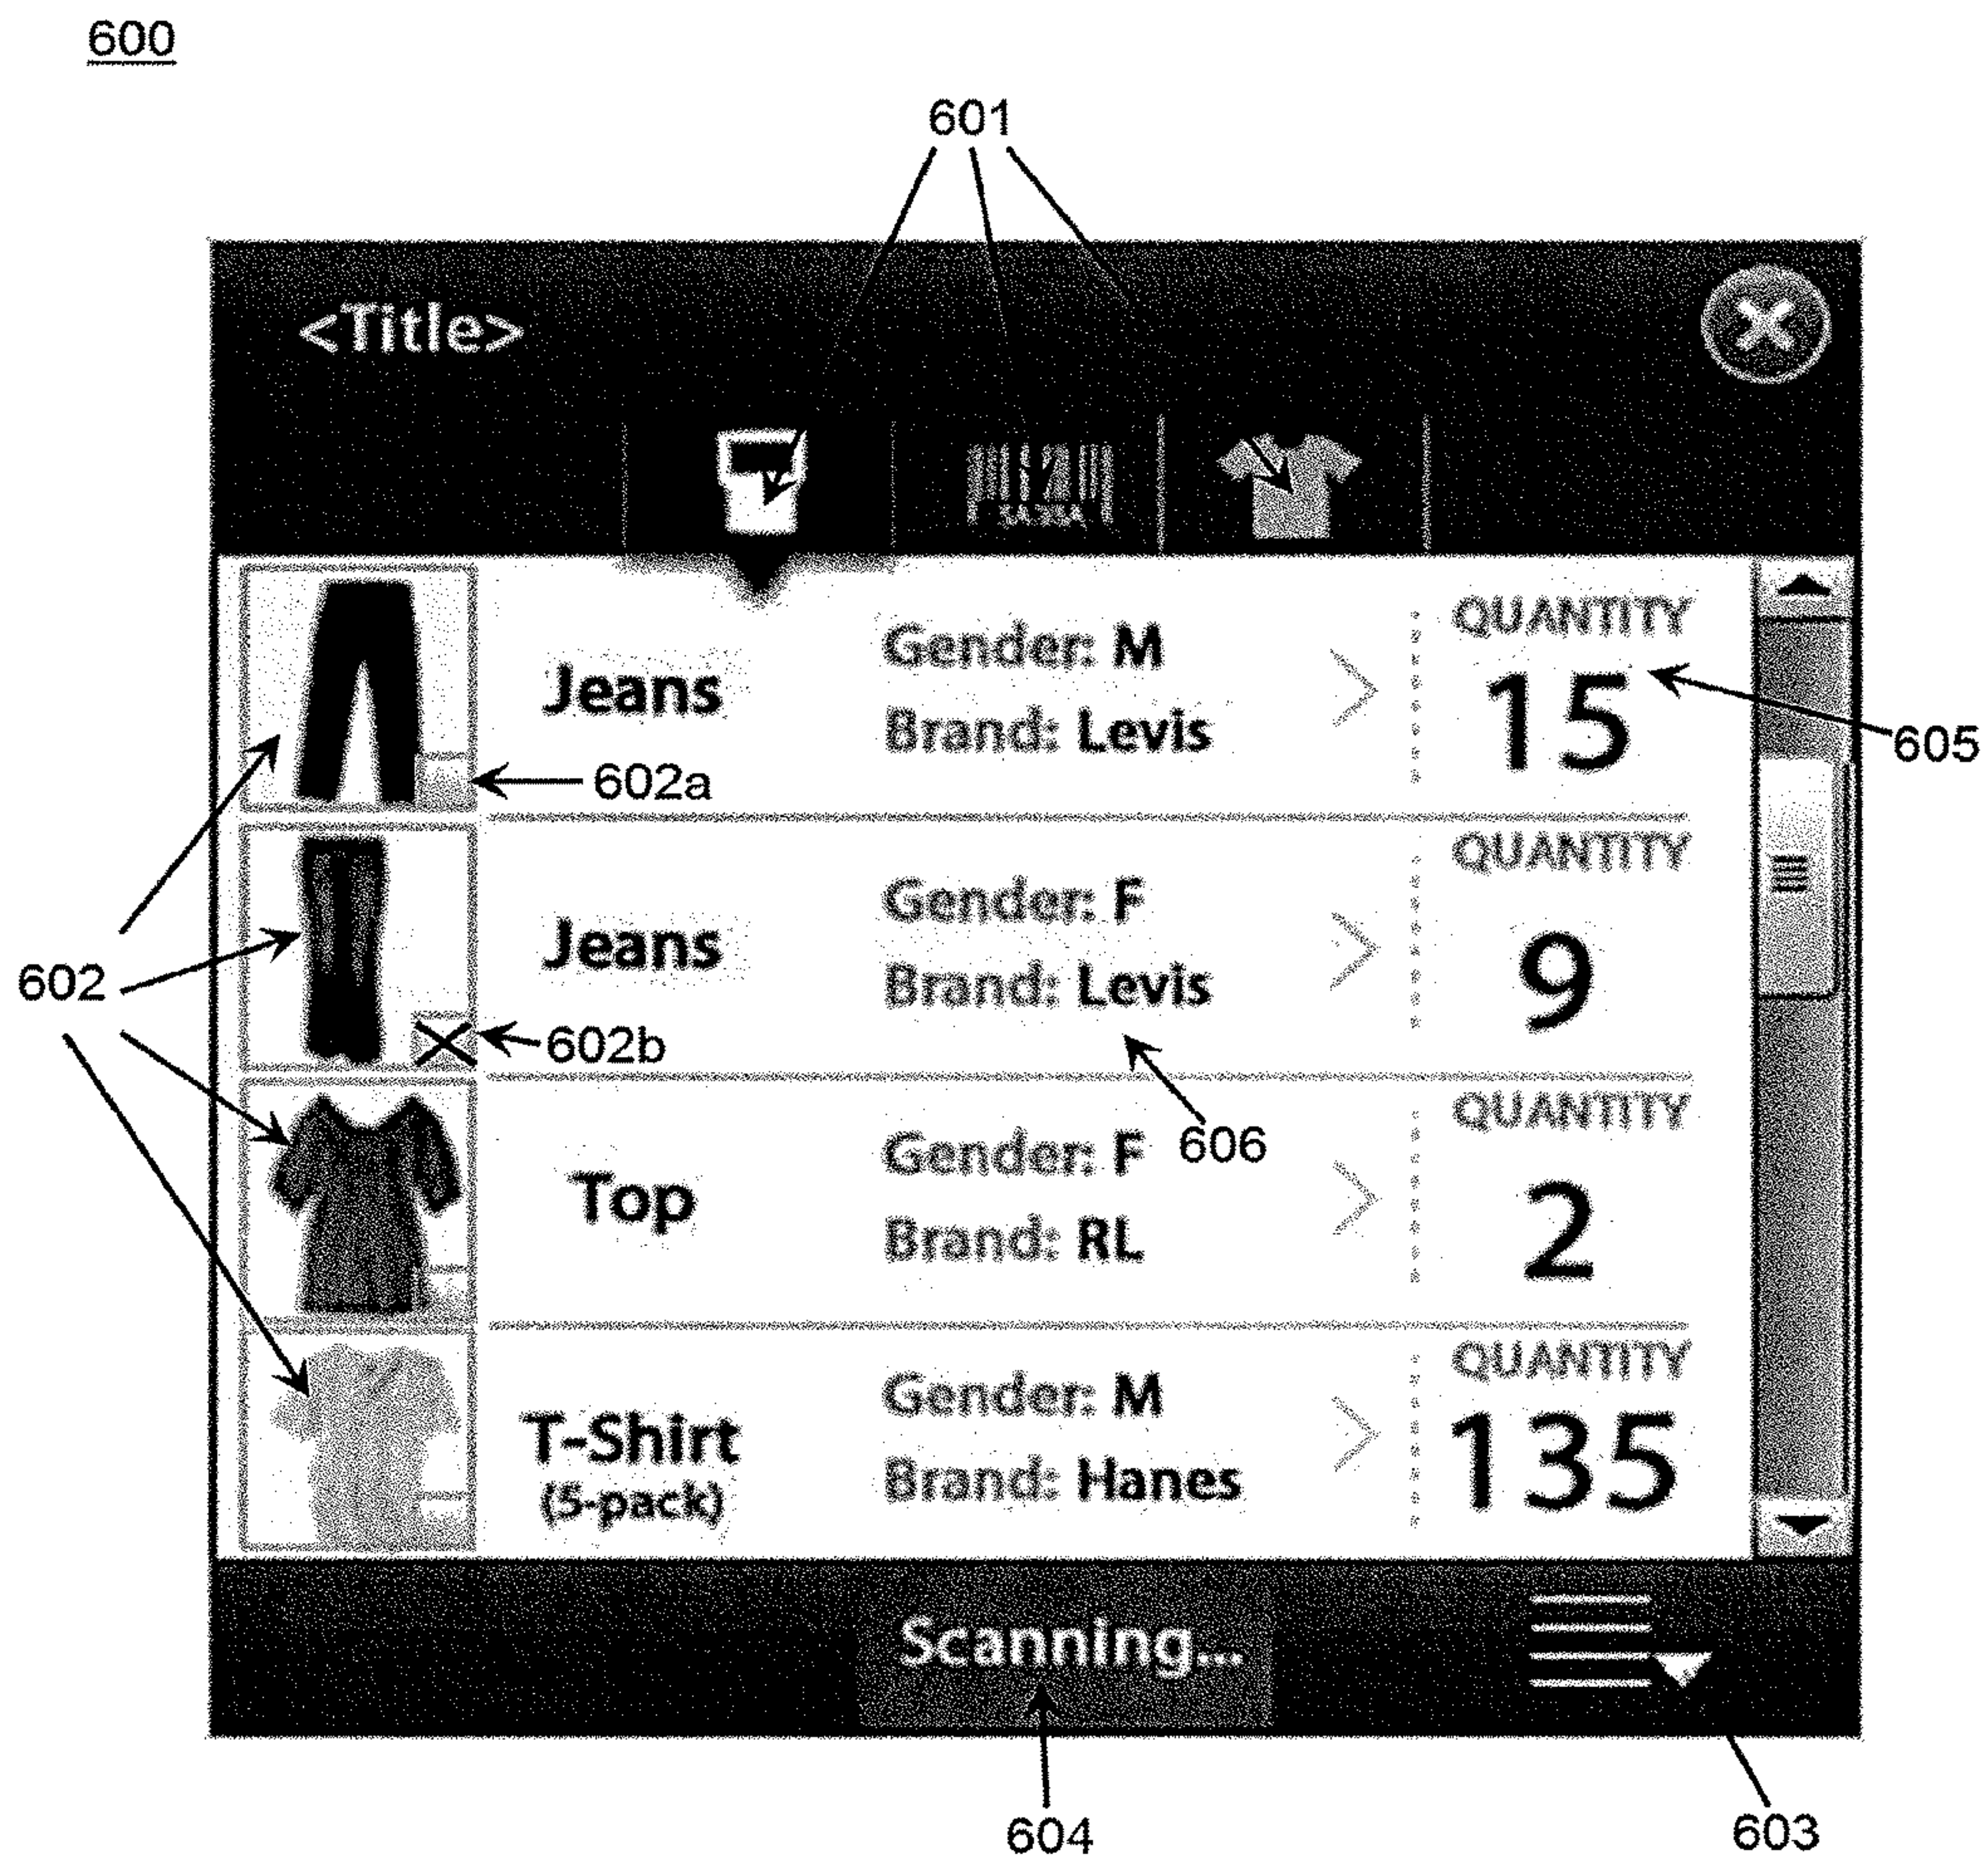 600
601
<Title>
Jeans
Gender: M
Brand: Levis
QUANTITY
15
605
602a
Jeans
Gender: F
Brand: Levis
QUANTITY
9
602
602b
606
Top
Gender: F
Brand: RL
QUANTITY
2
T-Shirt
(5-pack)
Gender: M
Brand: Hanes
QUANTITY
135
Scanning...
604
603